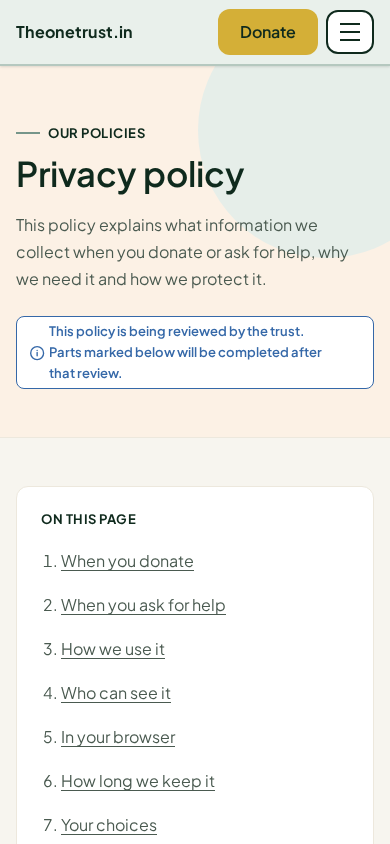 Theonetrust.in
Donate
OUR POLICIES
Privacy policy
This policy explains what information we
collect when you donate or ask for help, why
we need it and how we protect it.
This policy is being reviewed by the trust.
Parts marked below will be completed after
that review.
ON THIS PAGE
1. When you donate
2. When you ask for help
3. How we use it
4. Who can see it
5. In your browser
6. How long we keep it
7. Your choices